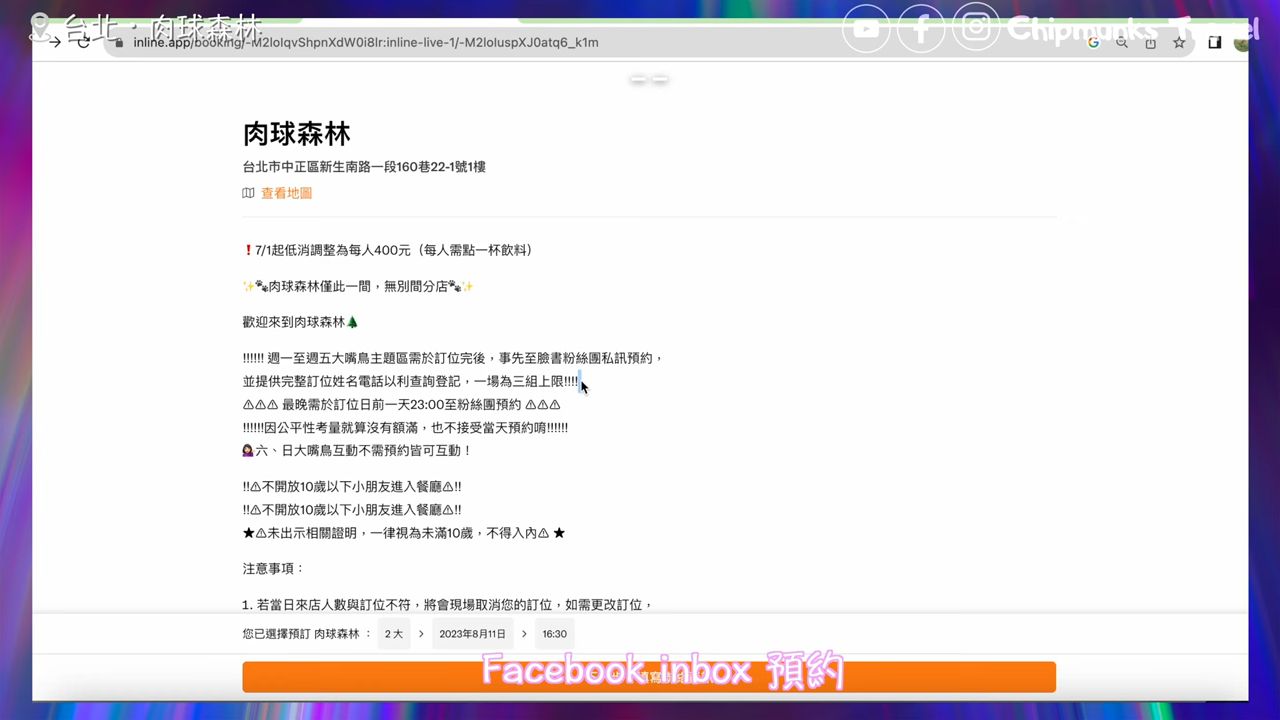 台北・肉球森林
Chipmunks Travel
inline.app/booking/-M2loIqvShpnXdW0i8lr:inline-live-1/-M2loluspXJ0atq6_k1m
肉球森林
台北市中正區新生南路一段160巷22-1號1樓
查看地圖
❗7/1起低消調整為每人400元（每人需點一杯飲料）
✨🐾肉球森林僅此一間，無別間分店🐾✨
歡迎來到肉球森林🌲
!!!!!! 週一至週五大嘴鳥主題區需於訂位完後，事先至臉書粉絲團私訊預約，
並提供完整訂位姓名電話以利查詢登記，一場為三組上限!!!!
⚠⚠⚠ 最晚需於訂位日前一天23:00至粉絲團預約 ⚠⚠⚠
!!!!!!因公平性考量就算沒有額滿，也不接受當天預約唷!!!!!!
🙋🏻‍♀️六、日大嘴鳥互動不需預約皆可互動！
!!⚠不開放10歲以下小朋友進入餐廳⚠!!
!!⚠不開放10歲以下小朋友進入餐廳⚠!!
★⚠未出示相關證明，一律視為未滿10歲，不得入內⚠ ★
注意事項：
1. 若當日來店人數與訂位不符，將會現場取消您的訂位，如需更改訂位，
您已選擇預訂 肉球森林 ： 2 大 › 2023年8月11日 › 16:30
Facebook inbox 預約